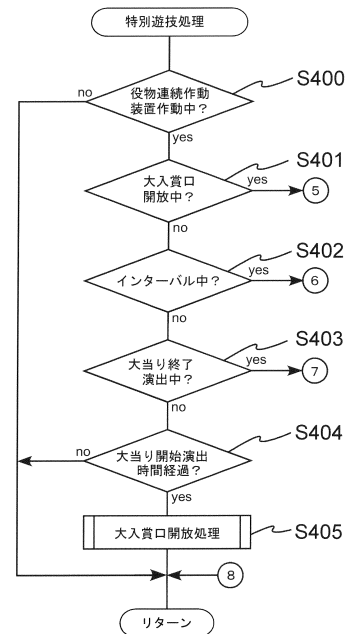 特別遊技処理
S400
no
役物連続作動
装置作動中？
yes
S401
大入賞口
開放中？
yes
5
no
S402
インターバル中？
yes
6
no
S403
大当り終了
演出中？
yes
7
no
S404
no
大当り開始演出
時間経過？
yes
大入賞口開放処理
S405
8
リターン